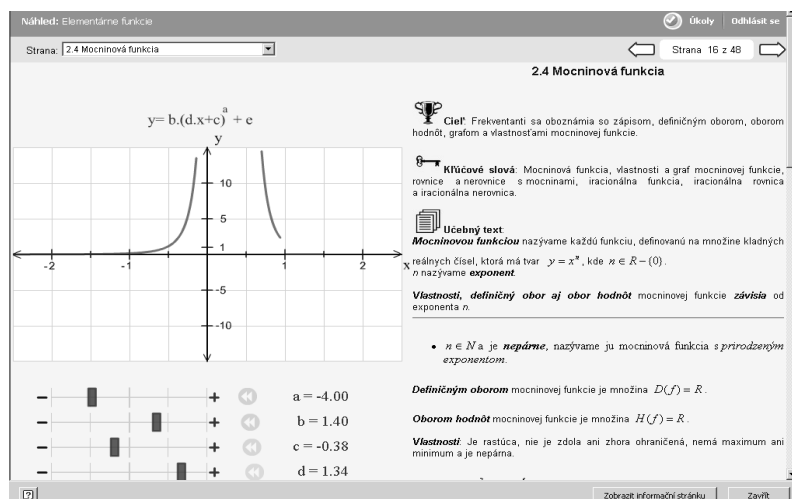 Náhled: Elementárne funkcie
Úkoly
Odhlásit se
Strana: 2.4 Mocninová funkcia
Strana 16 z 48
2.4 Mocninová funkcia
y= b.(d.x+c)^a + e
y
10
5
1
-2
-1
1
2
x
-5
-10
a = -4.00
b = 1.40
c = -0.38
d = 1.34
Cieľ: Frekventanti sa oboznámia so zápisom, definičným oborom, oborom
hodnôt, grafom a vlastnosťami mocninovej funkcie.
Kľúčové slová: Mocninová funkcia, vlastnosti a graf mocninovej funkcie,
rovnice a nerovnice s mocninami, iracionálna funkcia, iracionálna rovnica
a iracionálna nerovnica.
Učebný text:
Mocninovou funkciou nazývame každú funkciu, definovanú na množine kladných
reálnych čísel, ktorá má tvar y = xⁿ, kde n ∈ R – (0).
n nazývame exponent.
Vlastnosti, definičný obor aj obor hodnôt mocninovej funkcie závisia od
exponenta n.
• n ∈ N a je nepárne, nazývame ju mocninová funkcia s prirodzeným
exponentom.
Definičným oborom mocninovej funkcie je množina D(f) = R.
Oborom hodnôt mocninovej funkcie je množina H(f) = R.
Vlastnosti: Je rastúca, nie je zdola ani zhora ohraničená, nemá maximum ani
minimum a je nepárna.
Zobrazit informační stránku
Zavřít